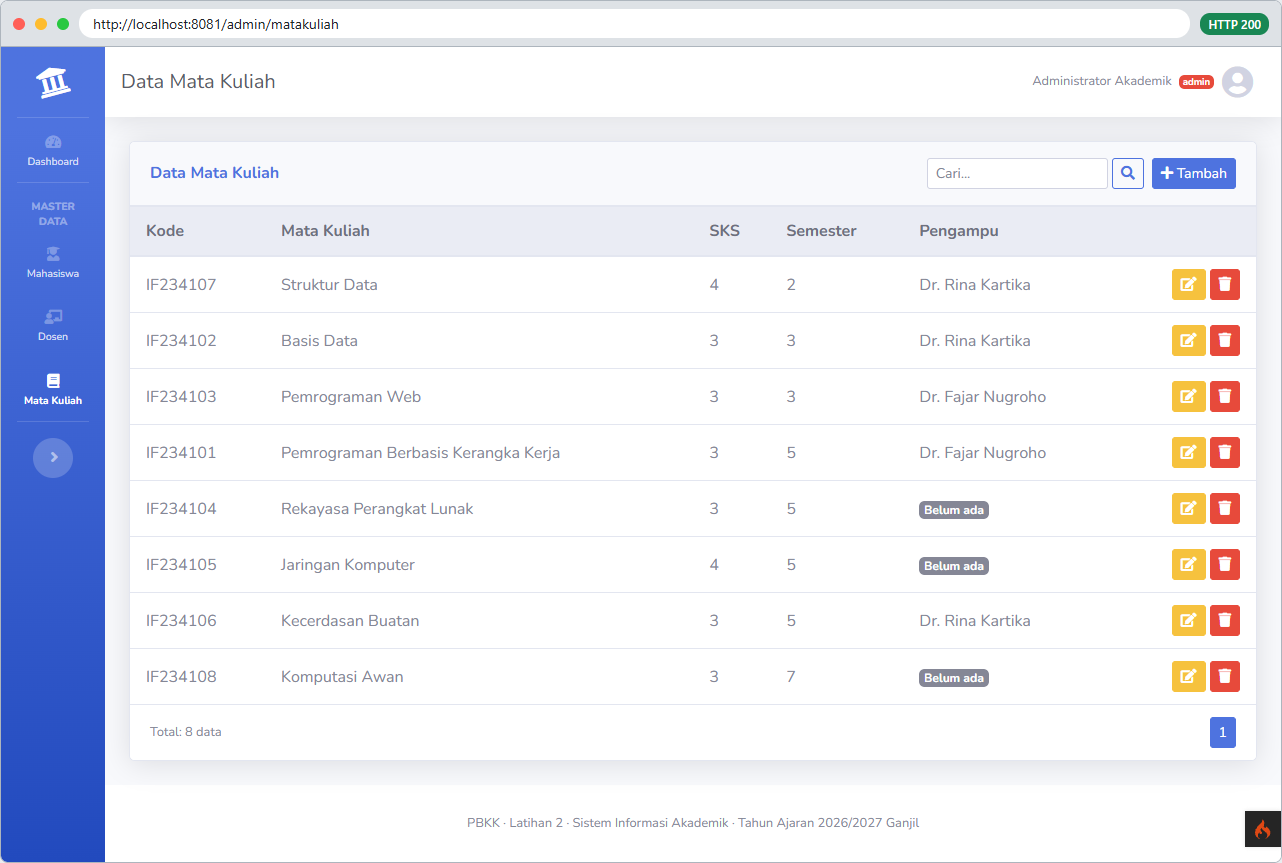 http://localhost:8081/admin/matakuliah
HTTP 200
Data Mata Kuliah
Administrator Akademik admin
Dashboard
MASTER
DATA
Mahasiswa
Dosen
Mata Kuliah
Data Mata Kuliah
Cari...
Tambah
Kode Mata Kuliah SKS Semester Pengampu
IF234107 Struktur Data 4 2 Dr. Rina Kartika
IF234102 Basis Data 3 3 Dr. Rina Kartika
IF234103 Pemrograman Web 3 3 Dr. Fajar Nugroho
IF234101 Pemrograman Berbasis Kerangka Kerja 3 5 Dr. Fajar Nugroho
IF234104 Rekayasa Perangkat Lunak 3 5 Belum ada
IF234105 Jaringan Komputer 4 5 Belum ada
IF234106 Kecerdasan Buatan 3 5 Dr. Rina Kartika
IF234108 Komputasi Awan 3 7 Belum ada
Total: 8 data
1
PBKK · Latihan 2 · Sistem Informasi Akademik · Tahun Ajaran 2026/2027 Ganjil